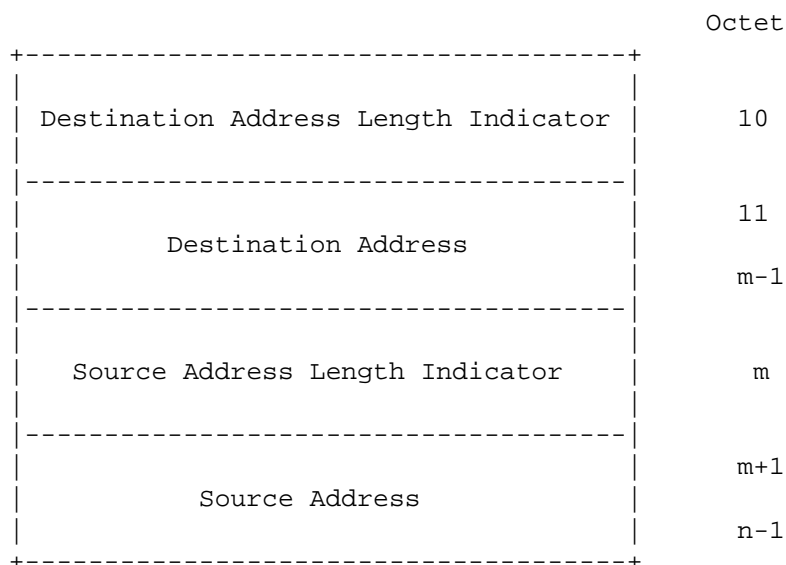 Octet
Destination Address Length Indicator 10
11
Destination Address
m-1
Source Address Length Indicator m
m+1
Source Address
n-1